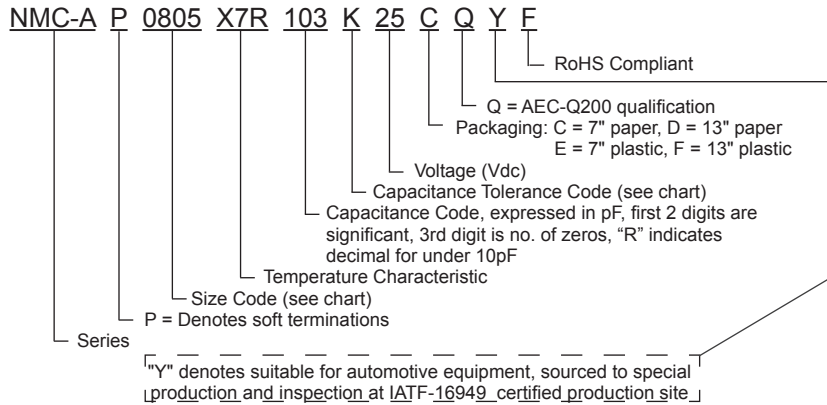 NMC-A P 0805 X7R 103 K 25 C Q Y F
RoHS Compliant
Q = AEC-Q200 qualification
Packaging: C = 7" paper, D = 13" paper
E = 7" plastic, F = 13" plastic
Voltage (Vdc)
Capacitance Tolerance Code (see chart)
Capacitance Code, expressed in pF, first 2 digits are
significant, 3rd digit is no. of zeros, “R” indicates
decimal for under 10pF
Temperature Characteristic
Size Code (see chart)
P = Denotes soft terminations
Series
"Y" denotes suitable for automotive equipment, sourced to special
production and inspection at IATF-16949 certified production site